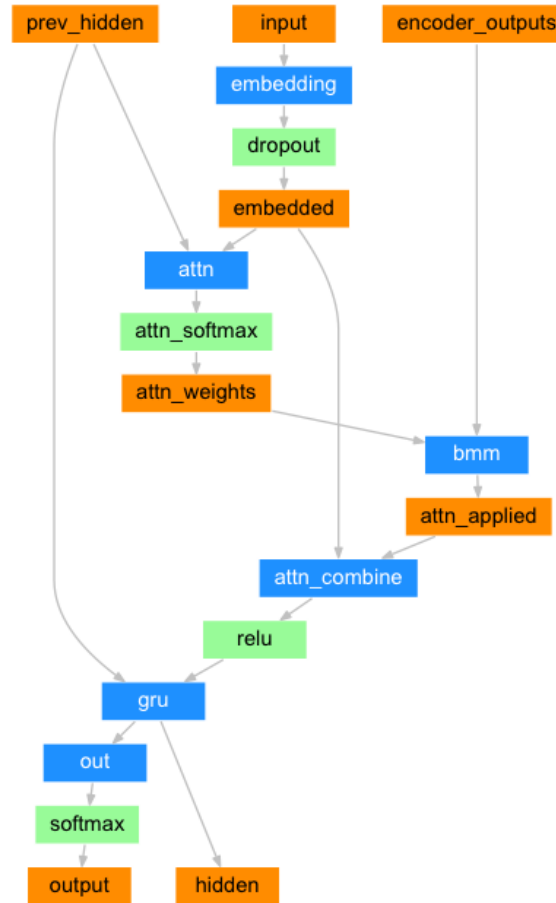 prev_hidden
input
encoder_outputs
embedding
dropout
embedded
attn
attn_softmax
attn_weights
bmm
attn_applied
attn_combine
relu
gru
out
softmax
output
hidden